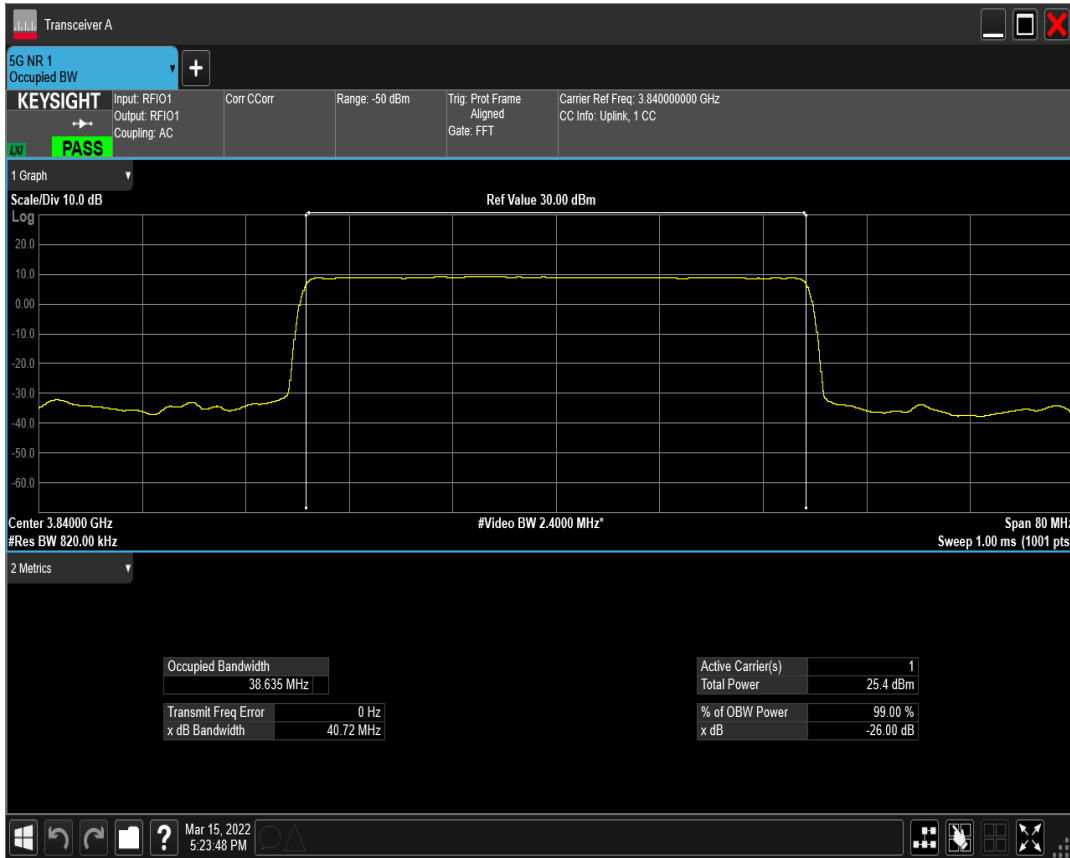 Transceiver A
5G NR 1
Occupied BW
KEYSIGHT
LXI
PASS
Input: RFIO1
Output: RFIO1
Coupling: AC
Corr CCorr
Range: -50 dBm
Trig: Prot Frame
Aligned
Gate: FFT
Carrier Ref Freq: 3.840000000 GHz
CC Info: Uplink, 1 CC
1 Graph
Scale/Div 10.0 dB
Ref Value 30.00 dBm
Log
20.0
10.0
0.00
-10.0
-20.0
-30.0
-40.0
-50.0
-60.0
Center 3.84000 GHz
#Video BW 2.4000 MHz*
Span 80 MHz
#Res BW 820.00 kHz
Sweep 1.00 ms (1001 pts
2 Metrics
Occupied Bandwidth
38.635 MHz
Transmit Freq Error 0 Hz
x dB Bandwidth 40.72 MHz
Active Carrier(s) 1
Total Power 25.4 dBm
% of OBW Power 99.00 %
x dB -26.00 dB
?
Mar 15, 2022
5:23:48 PM